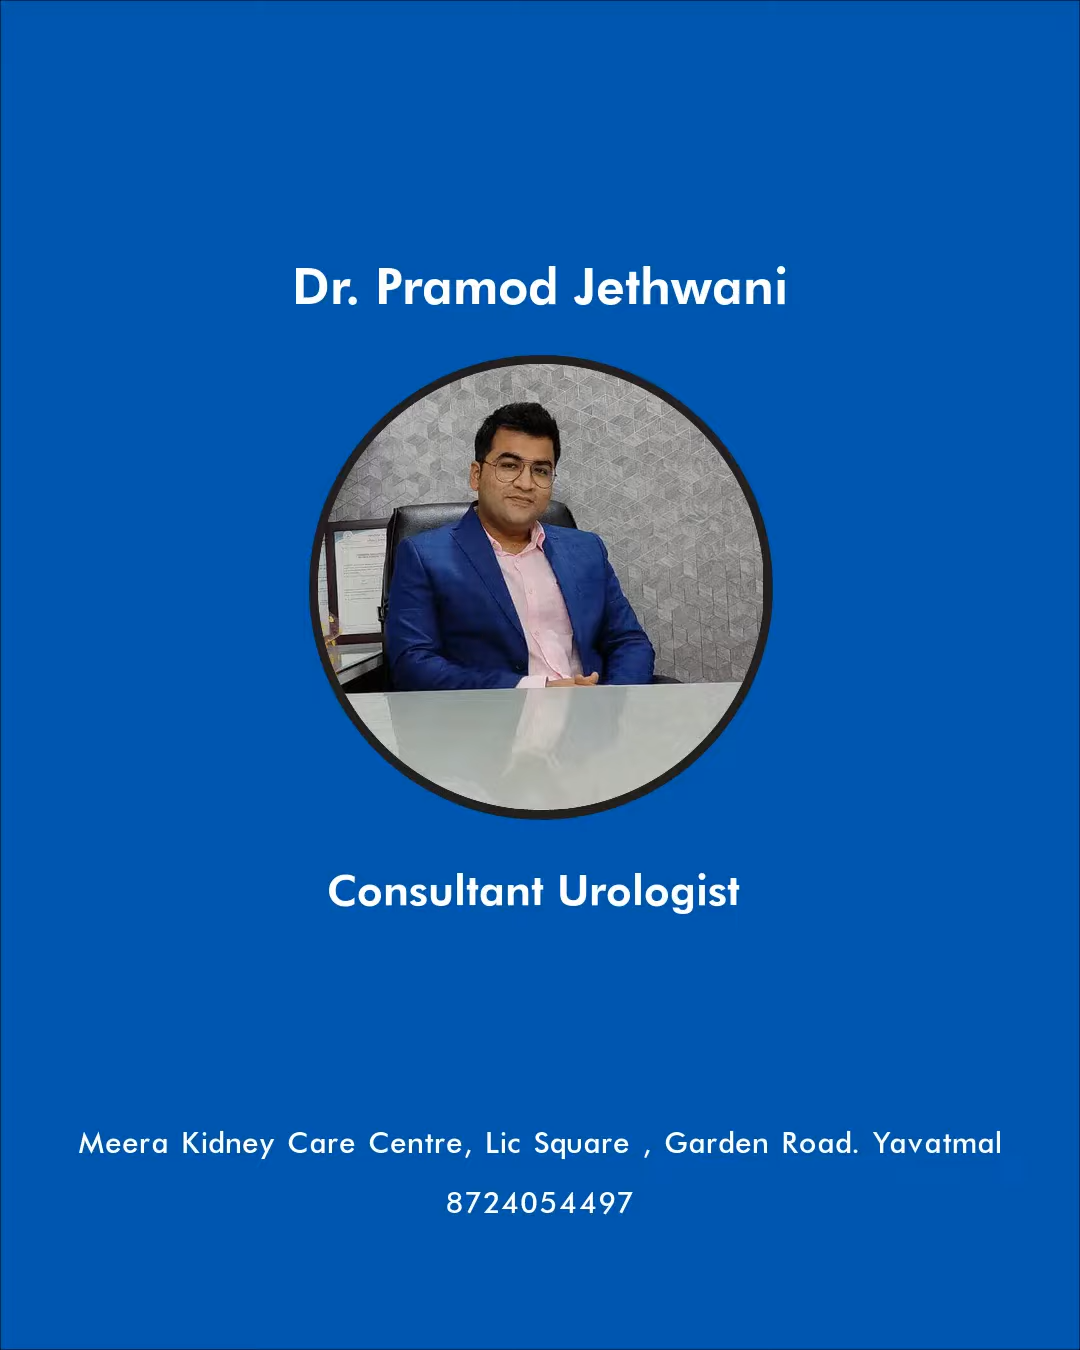 Dr. Pramod Jethwani
Consultant Urologist
Meera Kidney Care Centre, Lic Square , Garden Road. Yavatmal
8724054497